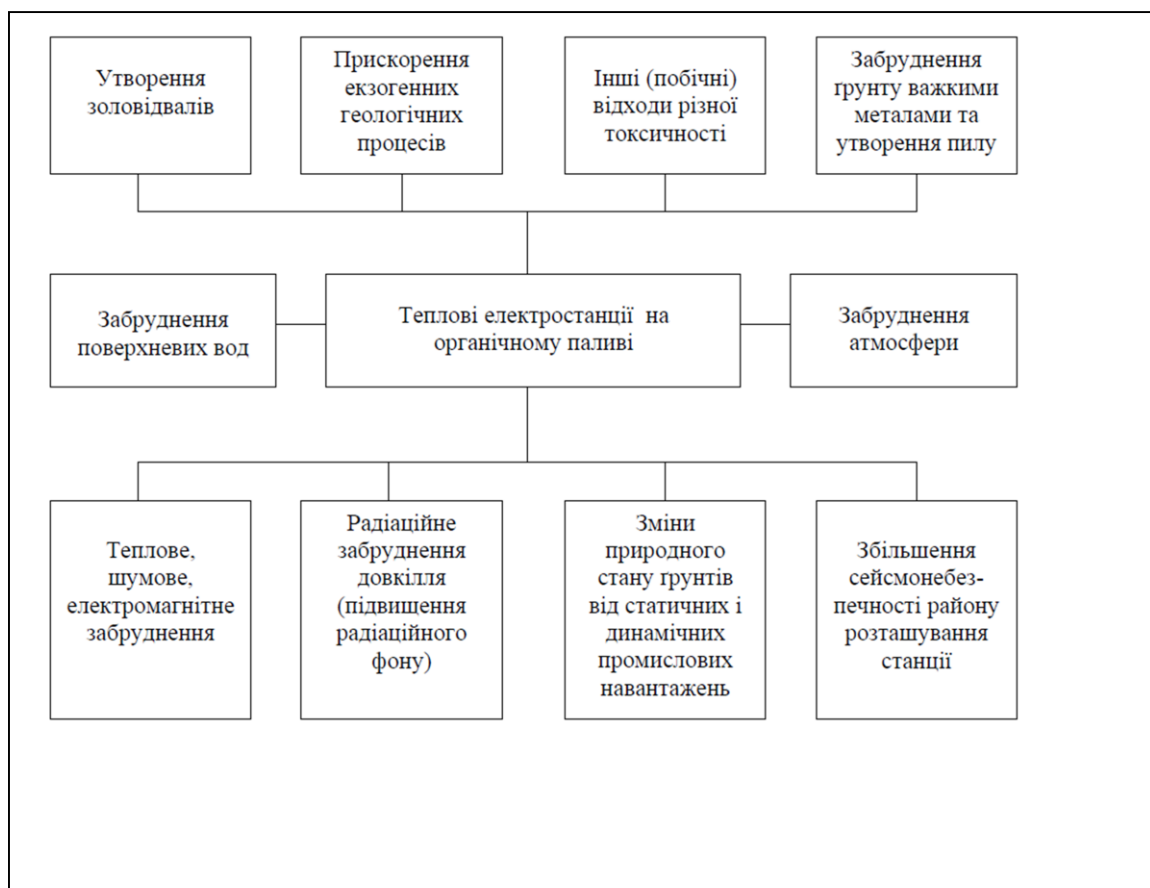 Утворення
золовідвалів
Прискорення
екзогенних
геологічних
процесів
Інші (побічні)
відходи різної
токсичності
Забруднення
ґрунту важкими
металами та
утворення пилу
Забруднення
поверхневих вод
Теплові електростанції на
органічному паливі
Забруднення
атмосфери
Теплове,
шумове,
електромагнітне
забруднення
Радіаційне
забруднення
довкілля
(підвищення
радіаційного
фону)
Зміни
природного
стану ґрунтів
від статичних і
динамічних
промислових
навантажень
Збільшення
сейсмонебез-
печності району
розташування
станції